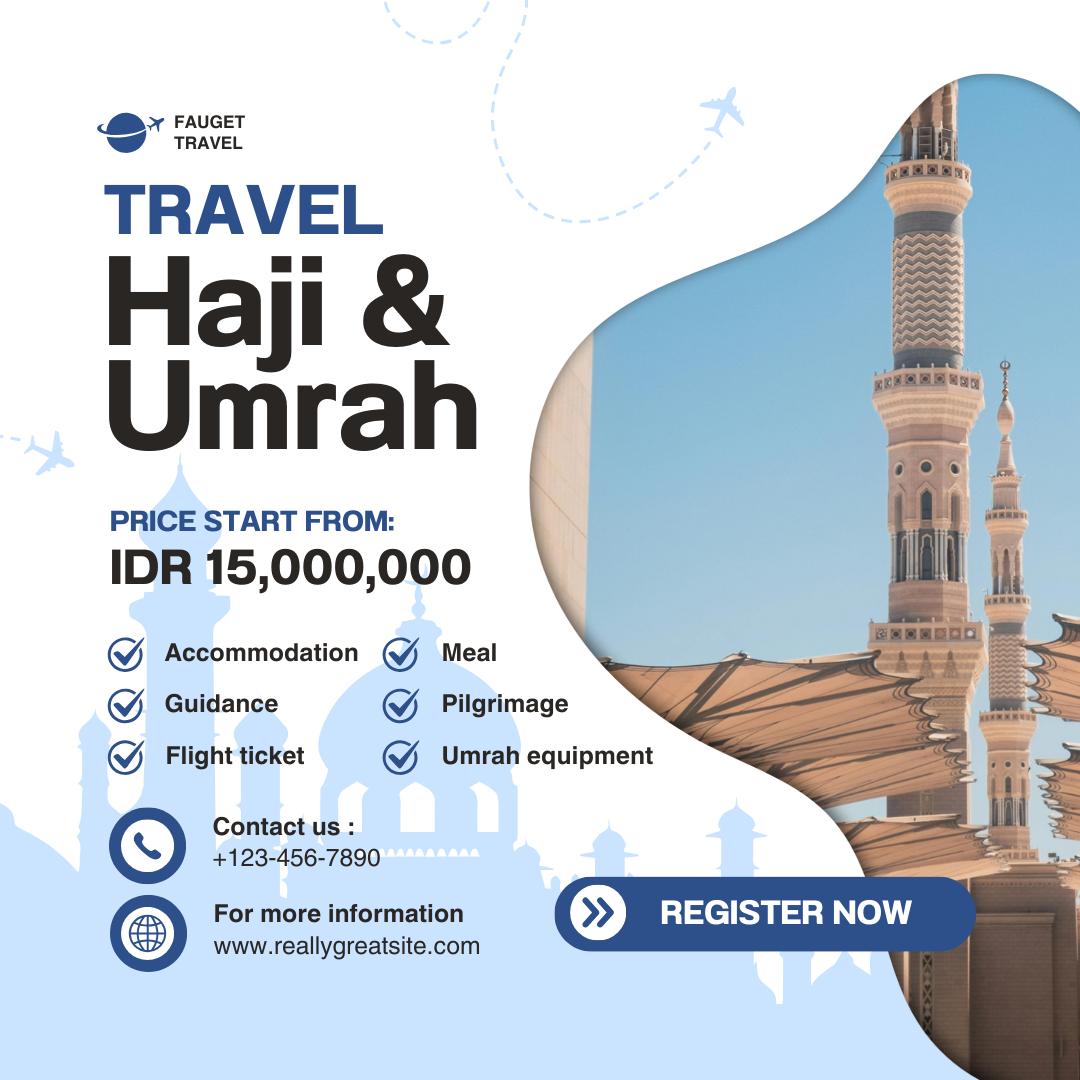 FAUGET
TRAVEL
TRAVEL
Haji &
Umrah
PRICE START FROM:
IDR 15,000,000
Accommodation
Meal
Guidance
Pilgrimage
Flight ticket
Umrah equipment
Contact us :
+123-456-7890
For more information
www.reallygreatsite.com
REGISTER NOW